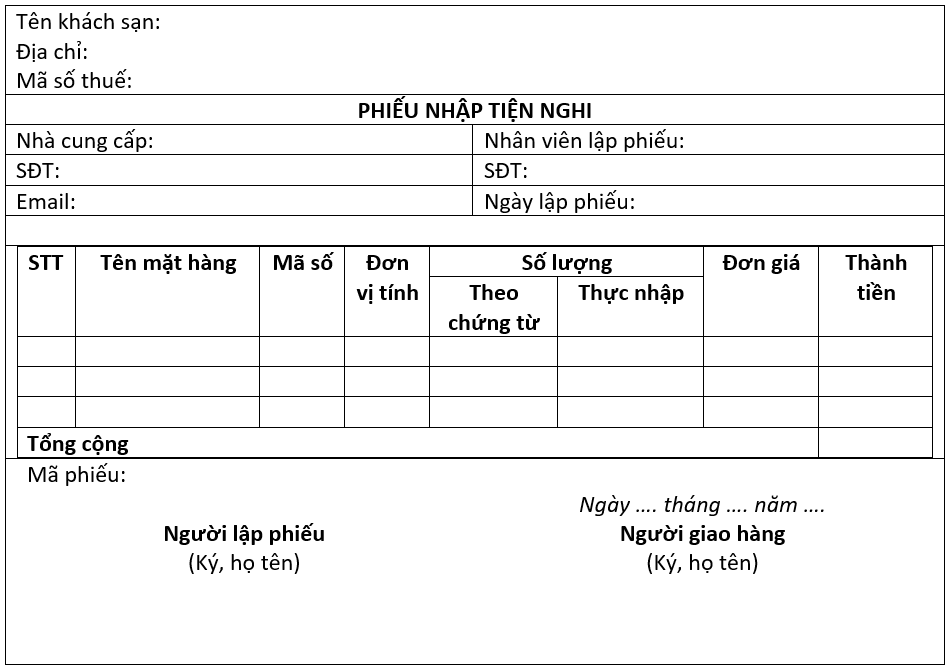 Tên khách sạn:
Địa chỉ:
Mã số thuế:
PHIẾU NHẬP TIỆN NGHI
Nhà cung cấp: Nhân viên lập phiếu:
SĐT: SĐT:
Email: Ngày lập phiếu:
STT Tên mặt hàng Mã số Đơn vị tính Số lượng Đơn giá Thành tiền
Theo chứng từ Thực nhập
Tổng cộng
Mã phiếu:
Ngày .... tháng .... năm ....
Người lập phiếu Người giao hàng
(Ký, họ tên) (Ký, họ tên)